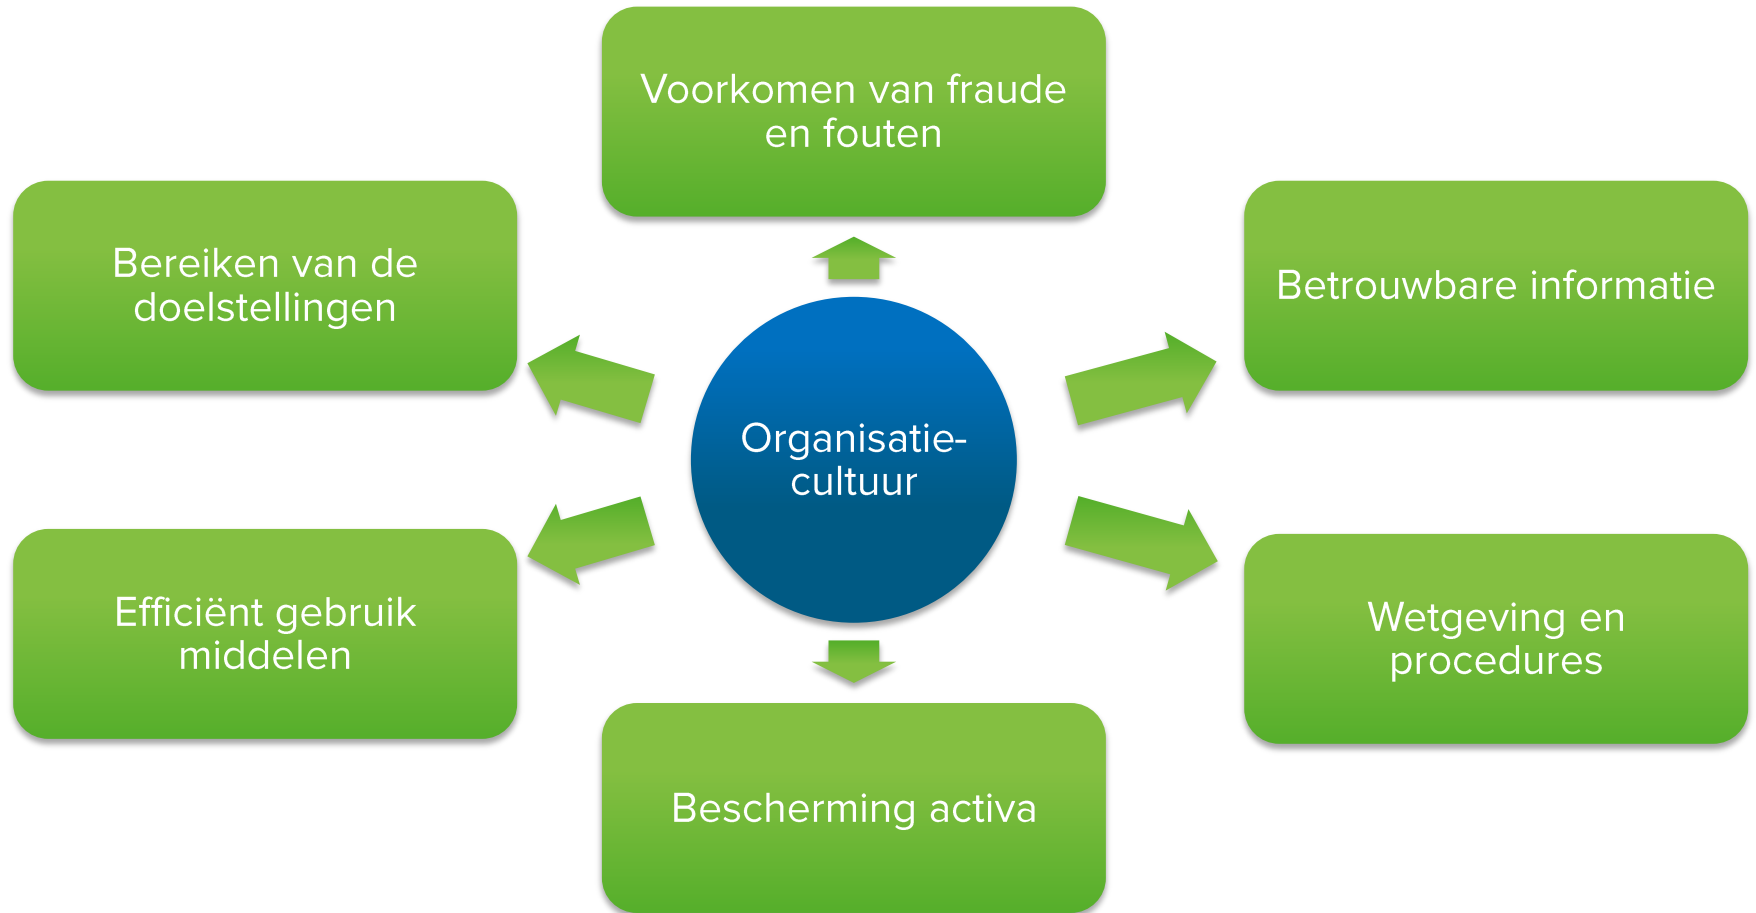 Voorkomen van fraude
en fouten
Bereiken van de
doelstellingen
Betrouwbare informatie
Organisatie-
cultuur
Efficiënt gebruik
middelen
Wetgeving en
procedures
Bescherming activa